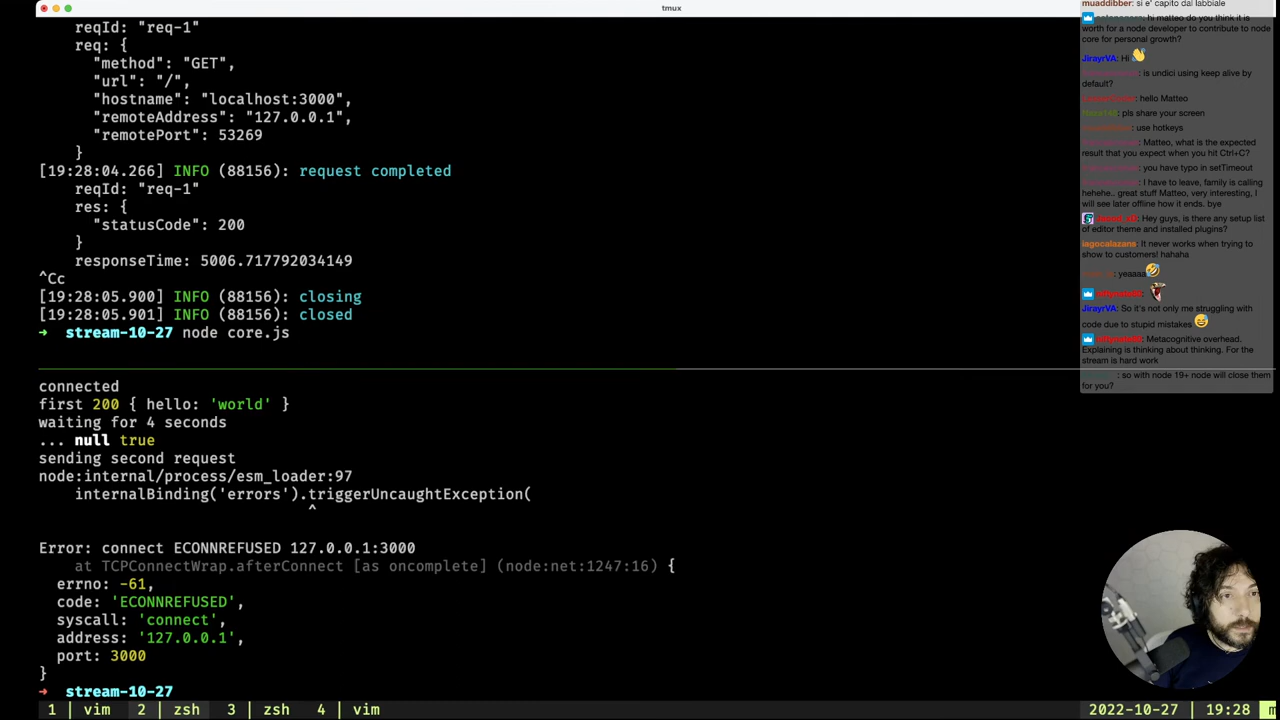 tmux
reqId: "req-1"
req: {
"method": "GET",
"url": "/",
"hostname": "localhost:3000",
"remoteAddress": "127.0.0.1",
"remotePort": 53269
}
[19:28:04.266] INFO (88156): request completed
reqId: "req-1"
res: {
"statusCode": 200
}
responseTime: 5006.717792034149
^Cc
[19:28:05.900] INFO (88156): closing
[19:28:05.901] INFO (88156): closed
➜ stream-10-27 node core.js
connected
first 200 { hello: 'world' }
waiting for 4 seconds
... null true
sending second request
node:internal/process/esm_loader:97
internalBinding('errors').triggerUncaughtException(
^
Error: connect ECONNREFUSED 127.0.0.1:3000
at TCPConnectWrap.afterConnect [as oncomplete] (node:net:1247:16) {
errno: -61,
code: 'ECONNREFUSED',
syscall: 'connect',
address: '127.0.0.1',
port: 3000
}
➜ stream-10-27
1 | vim 2 | zsh 3 | zsh 4 | vim
2022-10-27 | 19:28 m
muaddibber: si e' capito dal labbiale
hi matteo do you think it is
worth for a node developer to contribute to node
core for personal growth?
JirayrVA: Hi
is undici using keep alive by
default?
hello Matteo
: pls share your screen
: use hotkeys
: Matteo, what is the expected
result that you expect when you hit Ctrl+C?
: you have typo in setTimeout
: I have to leave, family is calling
hehehe.. great stuff Matteo, very interesting, I
will see later offline how it ends. bye
: Hey guys, is there any setup list
of editor theme and installed plugins?
iagocalazans: It never works when trying to
show to customers! hahaha
: yeaaaa
JirayrVA: So it's not only me struggling with
code due to stupid mistakes
: Metacognitive overhead.
Explaining is thinking about thinking. For the
stream is hard work
: so with node 19+ node will close them
for you?